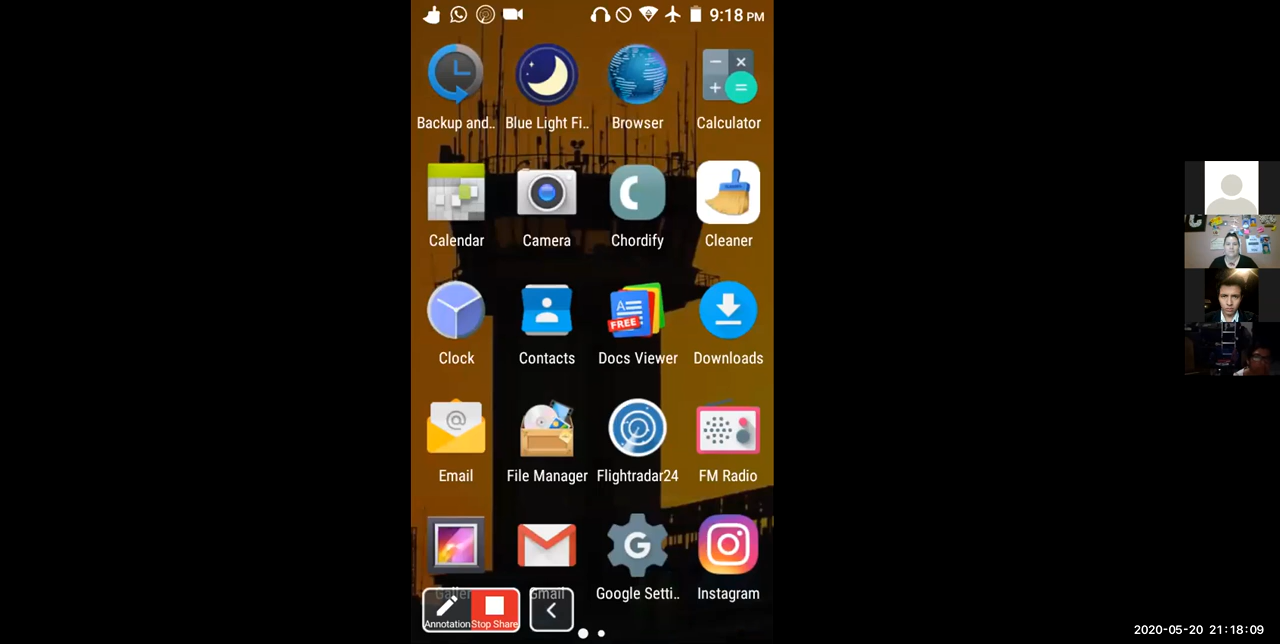 9:18 PM
Backup and..
Blue Light Fi..
Browser
Calculator
Calendar
Camera
Chordify
Cleaner
FREE
Clock
Contacts
Docs Viewer
Downloads
Email
File Manager
Flightradar24
FM Radio
Galler
Gmail
Google Setti..
Instagram
Annotation
Stop Share
2020-05-20 21:18:09